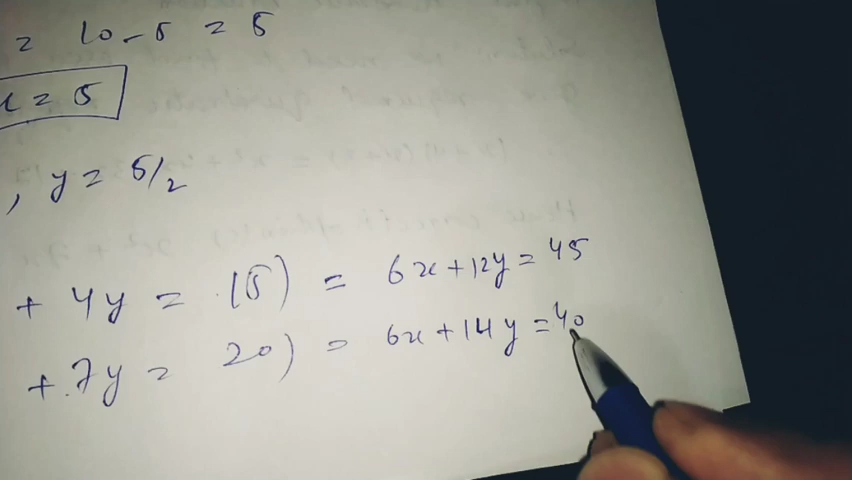 = 10 - 5 = 5
x = 5
, y = 5/2
+ 4y = 15) = 6x + 12y = 45
+ 7y = 20) = 6x + 14y = 40